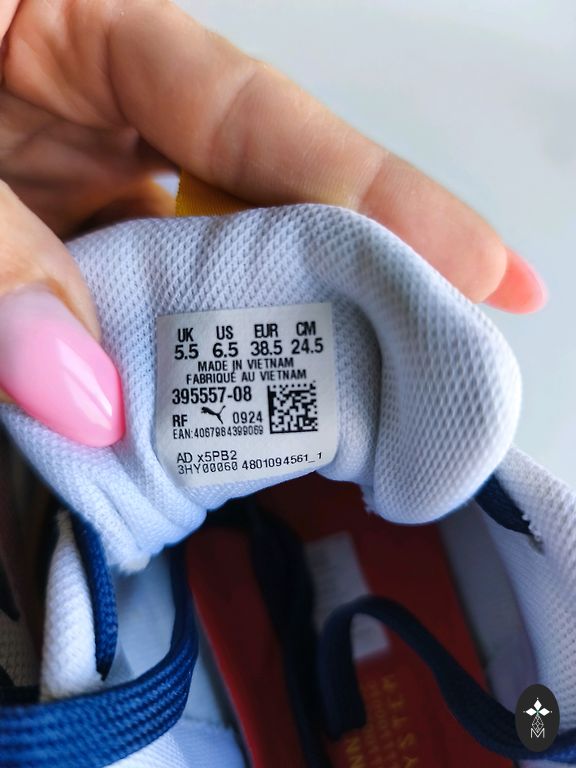 UK US EUR CM
5.5 6.5 38.5 24.5
MADE IN VIETNAM
FABRIQUÉ AU VIETNAM
395557-08
RF 0924
EAN:4067984399069
AD x5PB2
3HY00060 4801094561_1
M